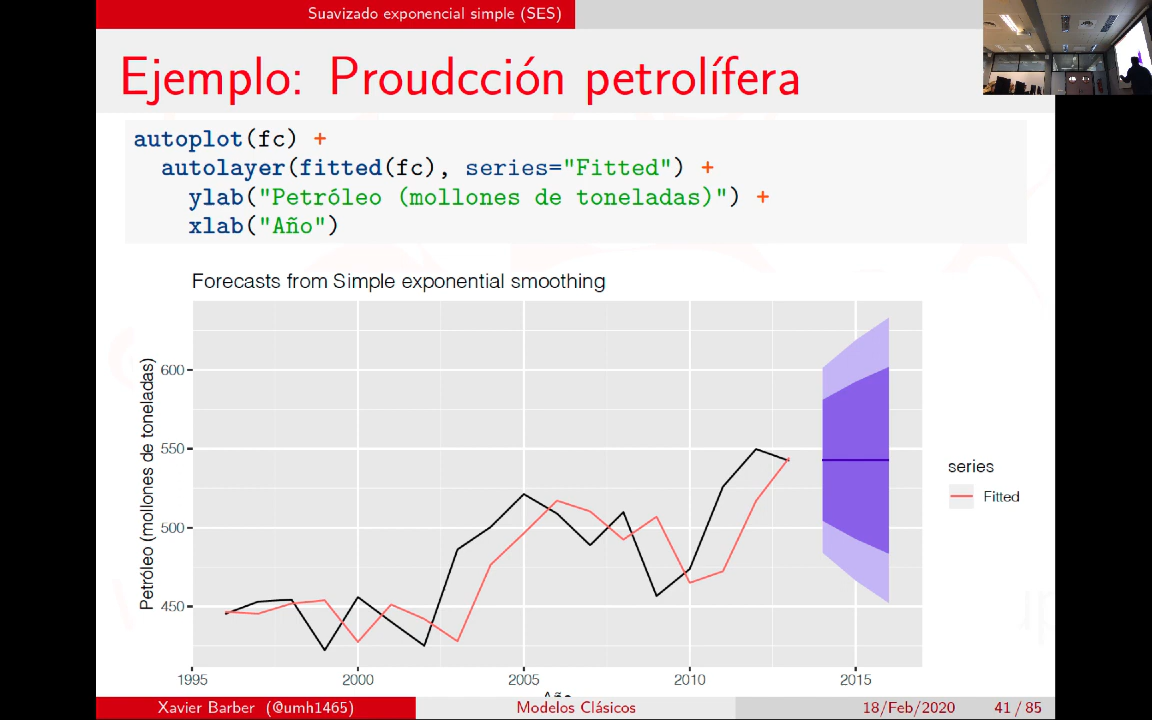 Suavizado exponencial simple (SES)
Ejemplo: Proudcción petrolífera
autoplot(fc) +
autolayer(fitted(fc), series="Fitted") +
ylab("Petróleo (mollones de toneladas)") +
xlab("Año")
Forecasts from Simple exponential smoothing
Petróleo (mollones de toneladas)
600
550
500
450
1995 2000 2005 2010 2015
Año
series
Fitted
Xavier Barber (@umh1465) Modelos Clásicos 18/Feb/2020 41 / 85